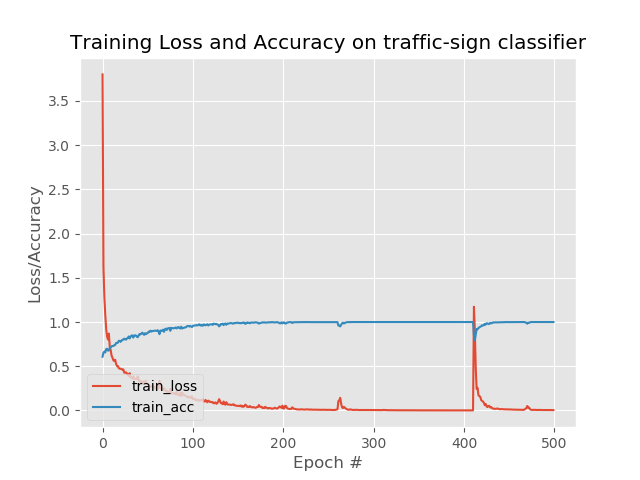 Training Loss and Accuracy on traffic-sign classifier
3.5
3.0
2.5
2.0
1.5
1.0
0.5
0.0
Loss/Accuracy
train_loss
train_acc
0 100 200 300 400 500
Epoch #